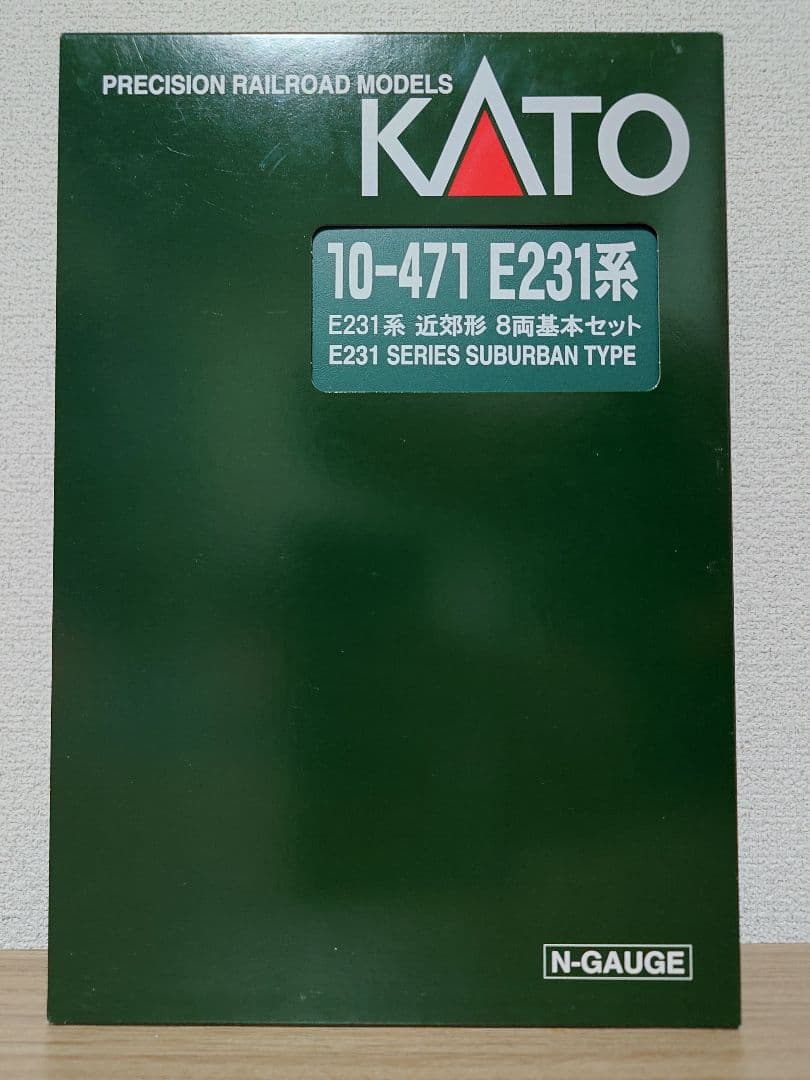 PRECISION RAILROAD MODELS
KATO
10-471 E231系
E231系 近郊形 8両基本セット
E231 SERIES SUBURBAN TYPE
N-GAUGE